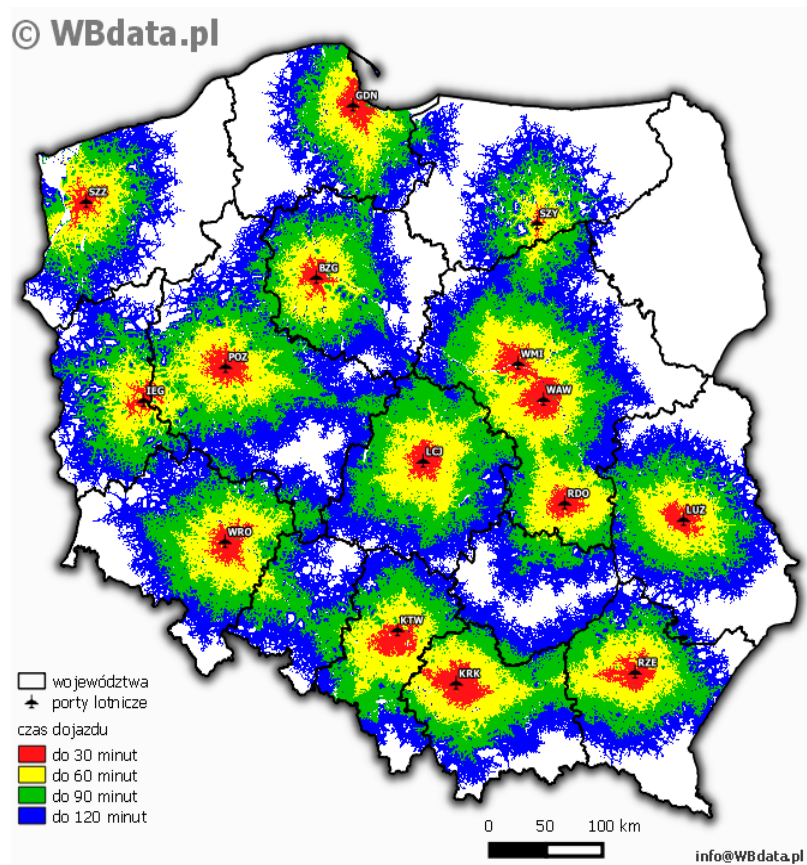 © WBdata.pl
GDN
SZZ
SZY
BZG
WMI
POZ
IEG
WAW
LCJ
RDO
LUZ
WRO
KTW
KRK
RZE
województwa
porty lotnicze
czas dojazdu
do 30 minut
do 60 minut
do 90 minut
do 120 minut
0 50 100 km
info@WBdata.pl